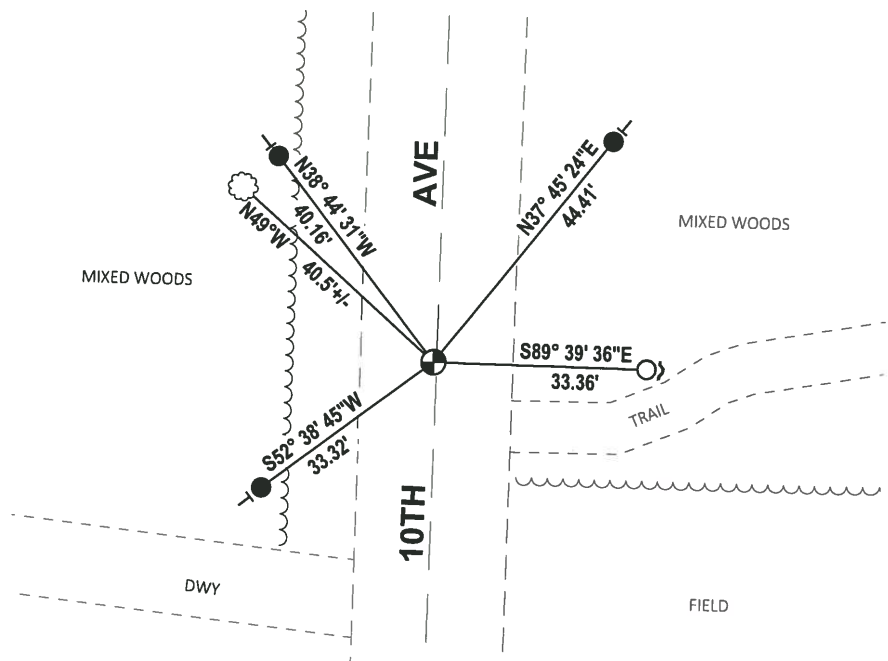 AVE
N38° 44' 31"W
40.16'
N49°W
40.5'+/-
N37° 45' 24"E
44.41'
MIXED WOODS
MIXED WOODS
S89° 39' 36"E
33.36'
TRAIL
S52° 38' 45"W
33.32'
10TH
DWY
FIELD